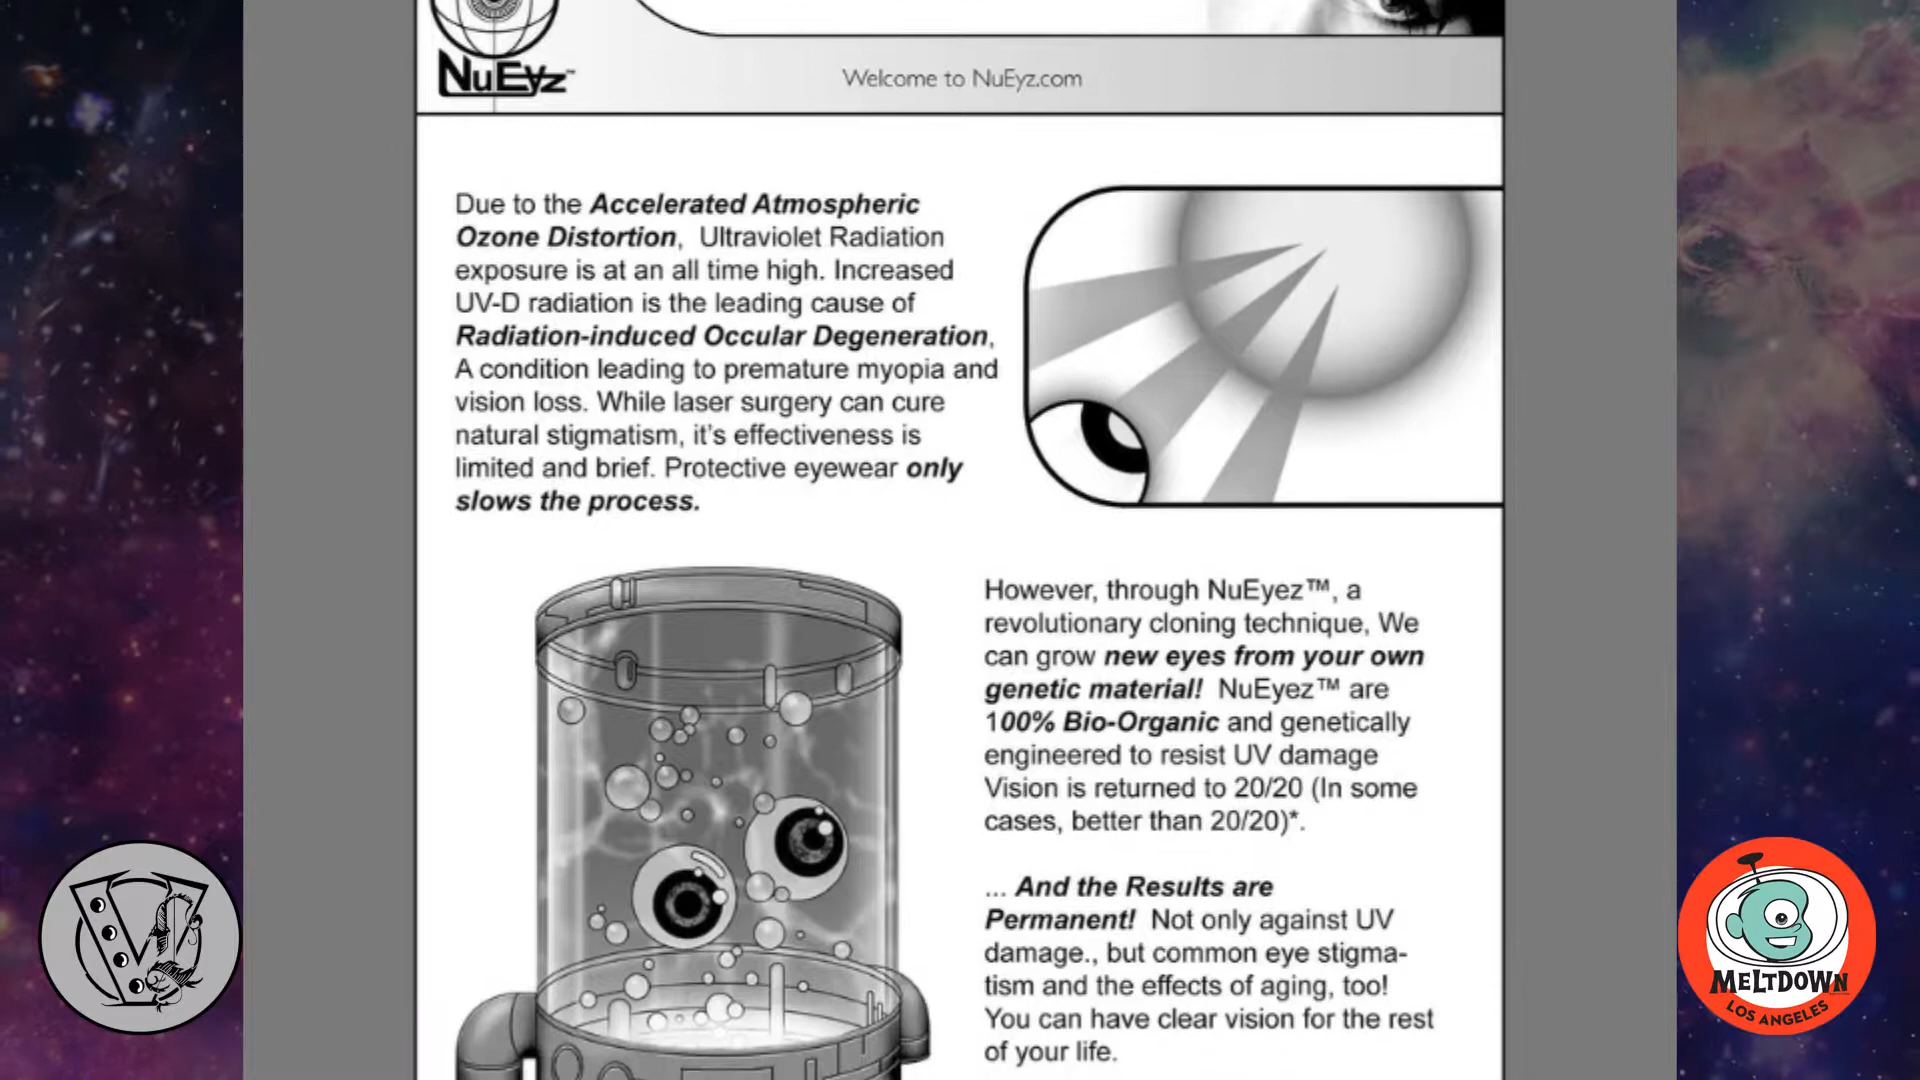 NuEyz™
Welcome to NuEyz.com
Due to the Accelerated Atmospheric
Ozone Distortion, Ultraviolet Radiation
exposure is at an all time high. Increased
UV-D radiation is the leading cause of
Radiation-induced Occular Degeneration,
A condition leading to premature myopia and
vision loss. While laser surgery can cure
natural stigmatism, it's effectiveness is
limited and brief. Protective eyewear only
slows the process.
However, through NuEyez™, a
revolutionary cloning technique, We
can grow new eyes from your own
genetic material! NuEyez™ are
100% Bio-Organic and genetically
engineered to resist UV damage
Vision is returned to 20/20 (In some
cases, better than 20/20)*.
... And the Results are
Permanent! Not only against UV
damage., but common eye stigma-
tism and the effects of aging, too!
You can have clear vision for the rest
of your life.
MELTDOWN
LOS ANGELES